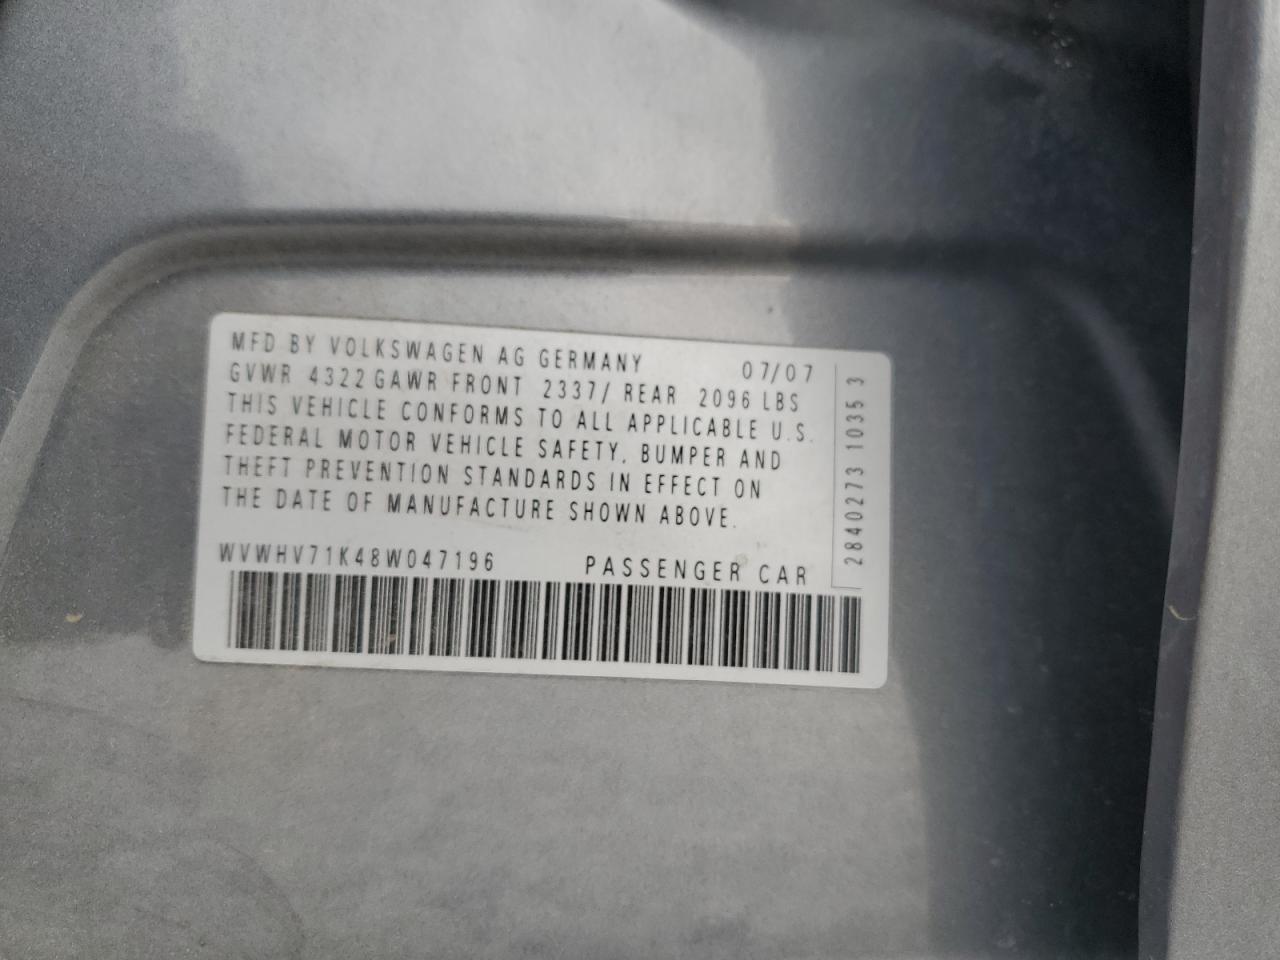 MFD BY VOLKSWAGEN AG GERMANY 07/07
GVWR 4322 GAWR FRONT 2337/ REAR 2096 LBS
THIS VEHICLE CONFORMS TO ALL APPLICABLE U.S.
FEDERAL MOTOR VEHICLE SAFETY, BUMPER AND
THEFT PREVENTION STANDARDS IN EFFECT ON
THE DATE OF MANUFACTURE SHOWN ABOVE.
WVWHV71K48W047196 PASSENGER CAR
2840273 1035 3